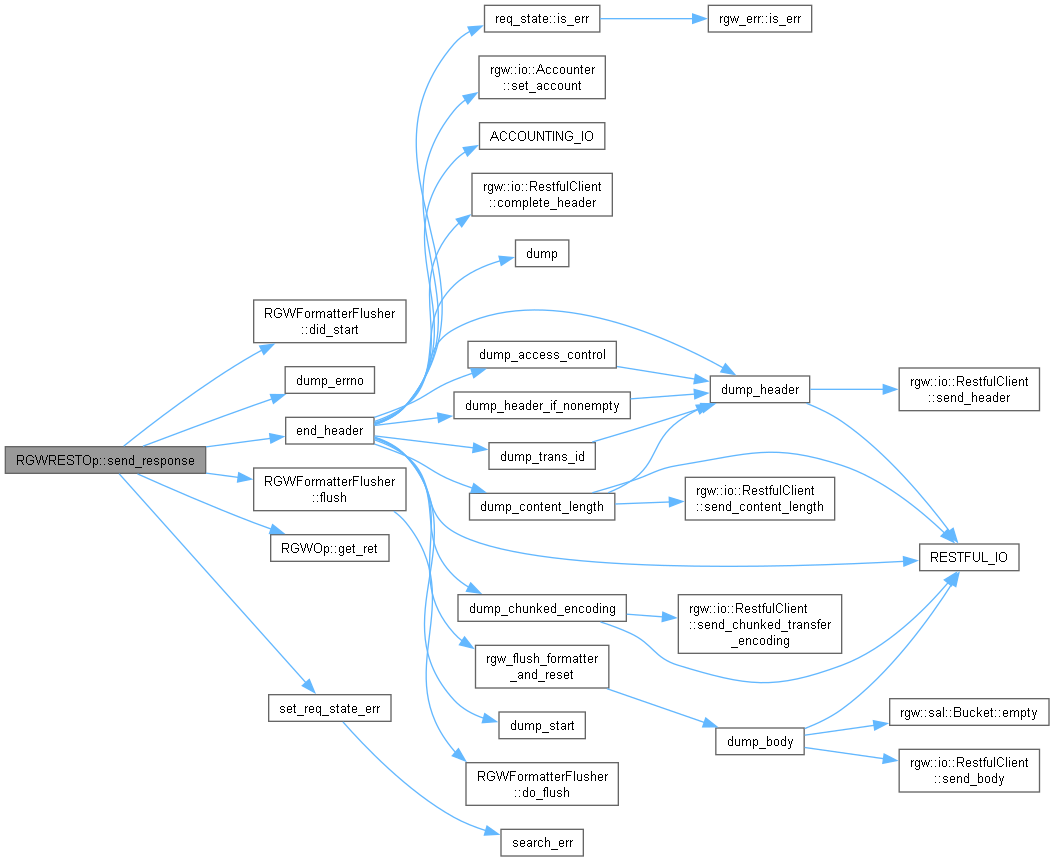 RGWRESTOp::send_response
RGWFormatterFlusher
::did_start
dump_errno
end_header
RGWFormatterFlusher
::flush
RGWOp::get_ret
set_req_state_err
req_state::is_err
rgw::io::Accounter
::set_account
ACCOUNTING_IO
rgw::io::RestfulClient
::complete_header
dump
dump_access_control
dump_header_if_nonempty
dump_trans_id
dump_content_length
dump_chunked_encoding
rgw_flush_formatter
_and_reset
dump_start
RGWFormatterFlusher
::do_flush
search_err
rgw_err::is_err
dump_header
rgw::io::RestfulClient
::send_content_length
rgw::io::RestfulClient
::send_chunked_transfer
_encoding
dump_body
rgw::io::RestfulClient
::send_header
RESTFUL_IO
rgw::sal::Bucket::empty
rgw::io::RestfulClient
::send_body